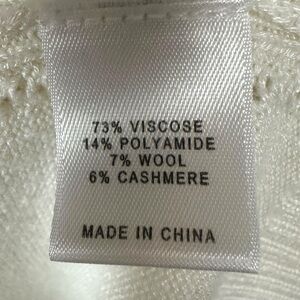 73% VISCOSE
14% POLYAMIDE
7% WOOL
6% CASHMERE
MADE IN CHINA